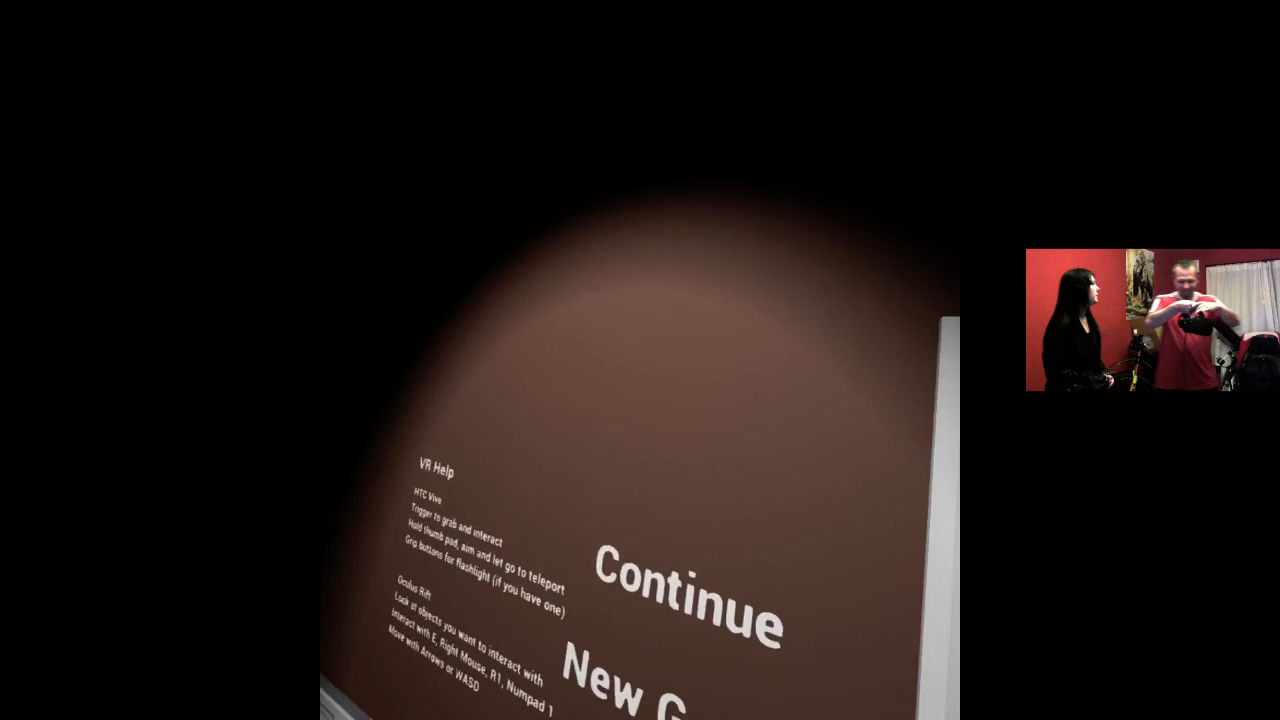 VR Help
HTC Vive
Trigger to grab and interact
Hold thumb pad, aim and let go to teleport
Grip buttons for flashlight (if you have one)
Oculus Rift
Look at objects you want to interact with
Interact with E, Right Mouse, R1, Numpad 1
Move with Arrows or WASD
Continue
New G